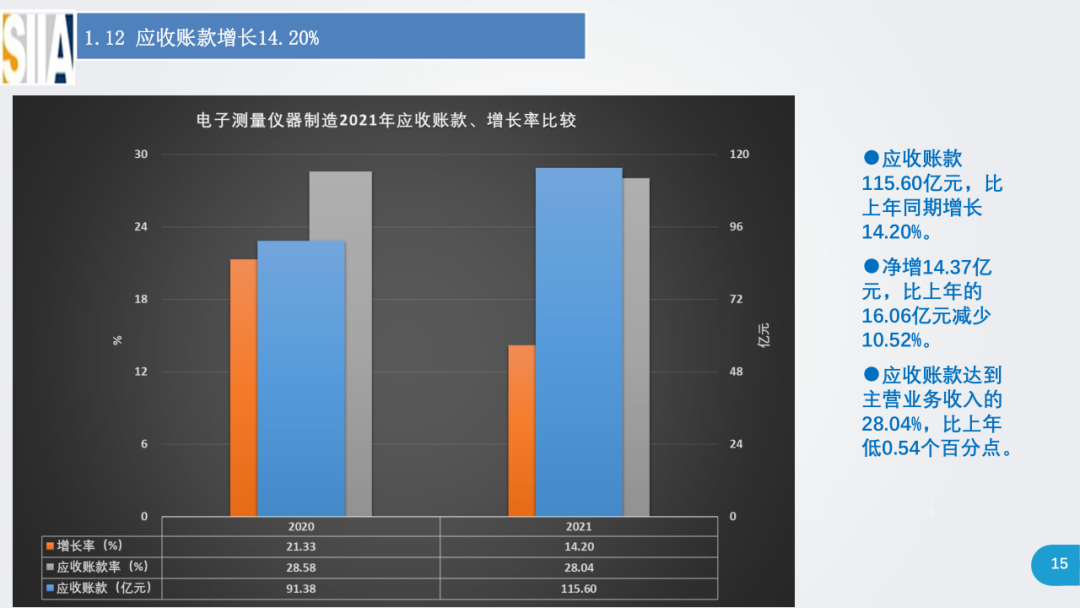 SIIA
1.12 应收账款增长14.20%
电子测量仪器制造2021年应收账款、增长率比较
30
24
18
12
6
0
%
120
96
72
48
24
0
亿元
2020 2021
增长率（%） 21.33 14.20
应收账款率（%） 28.58 28.04
应收账款（亿元） 91.38 115.60
●应收账款
115.60亿元，比
上年同期增长
14.20%。
●净增14.37亿
元，比上年的
16.06亿元减少
10.52%。
●应收账款达到
主营业务收入的
28.04%，比上年
低0.54个百分点。
15